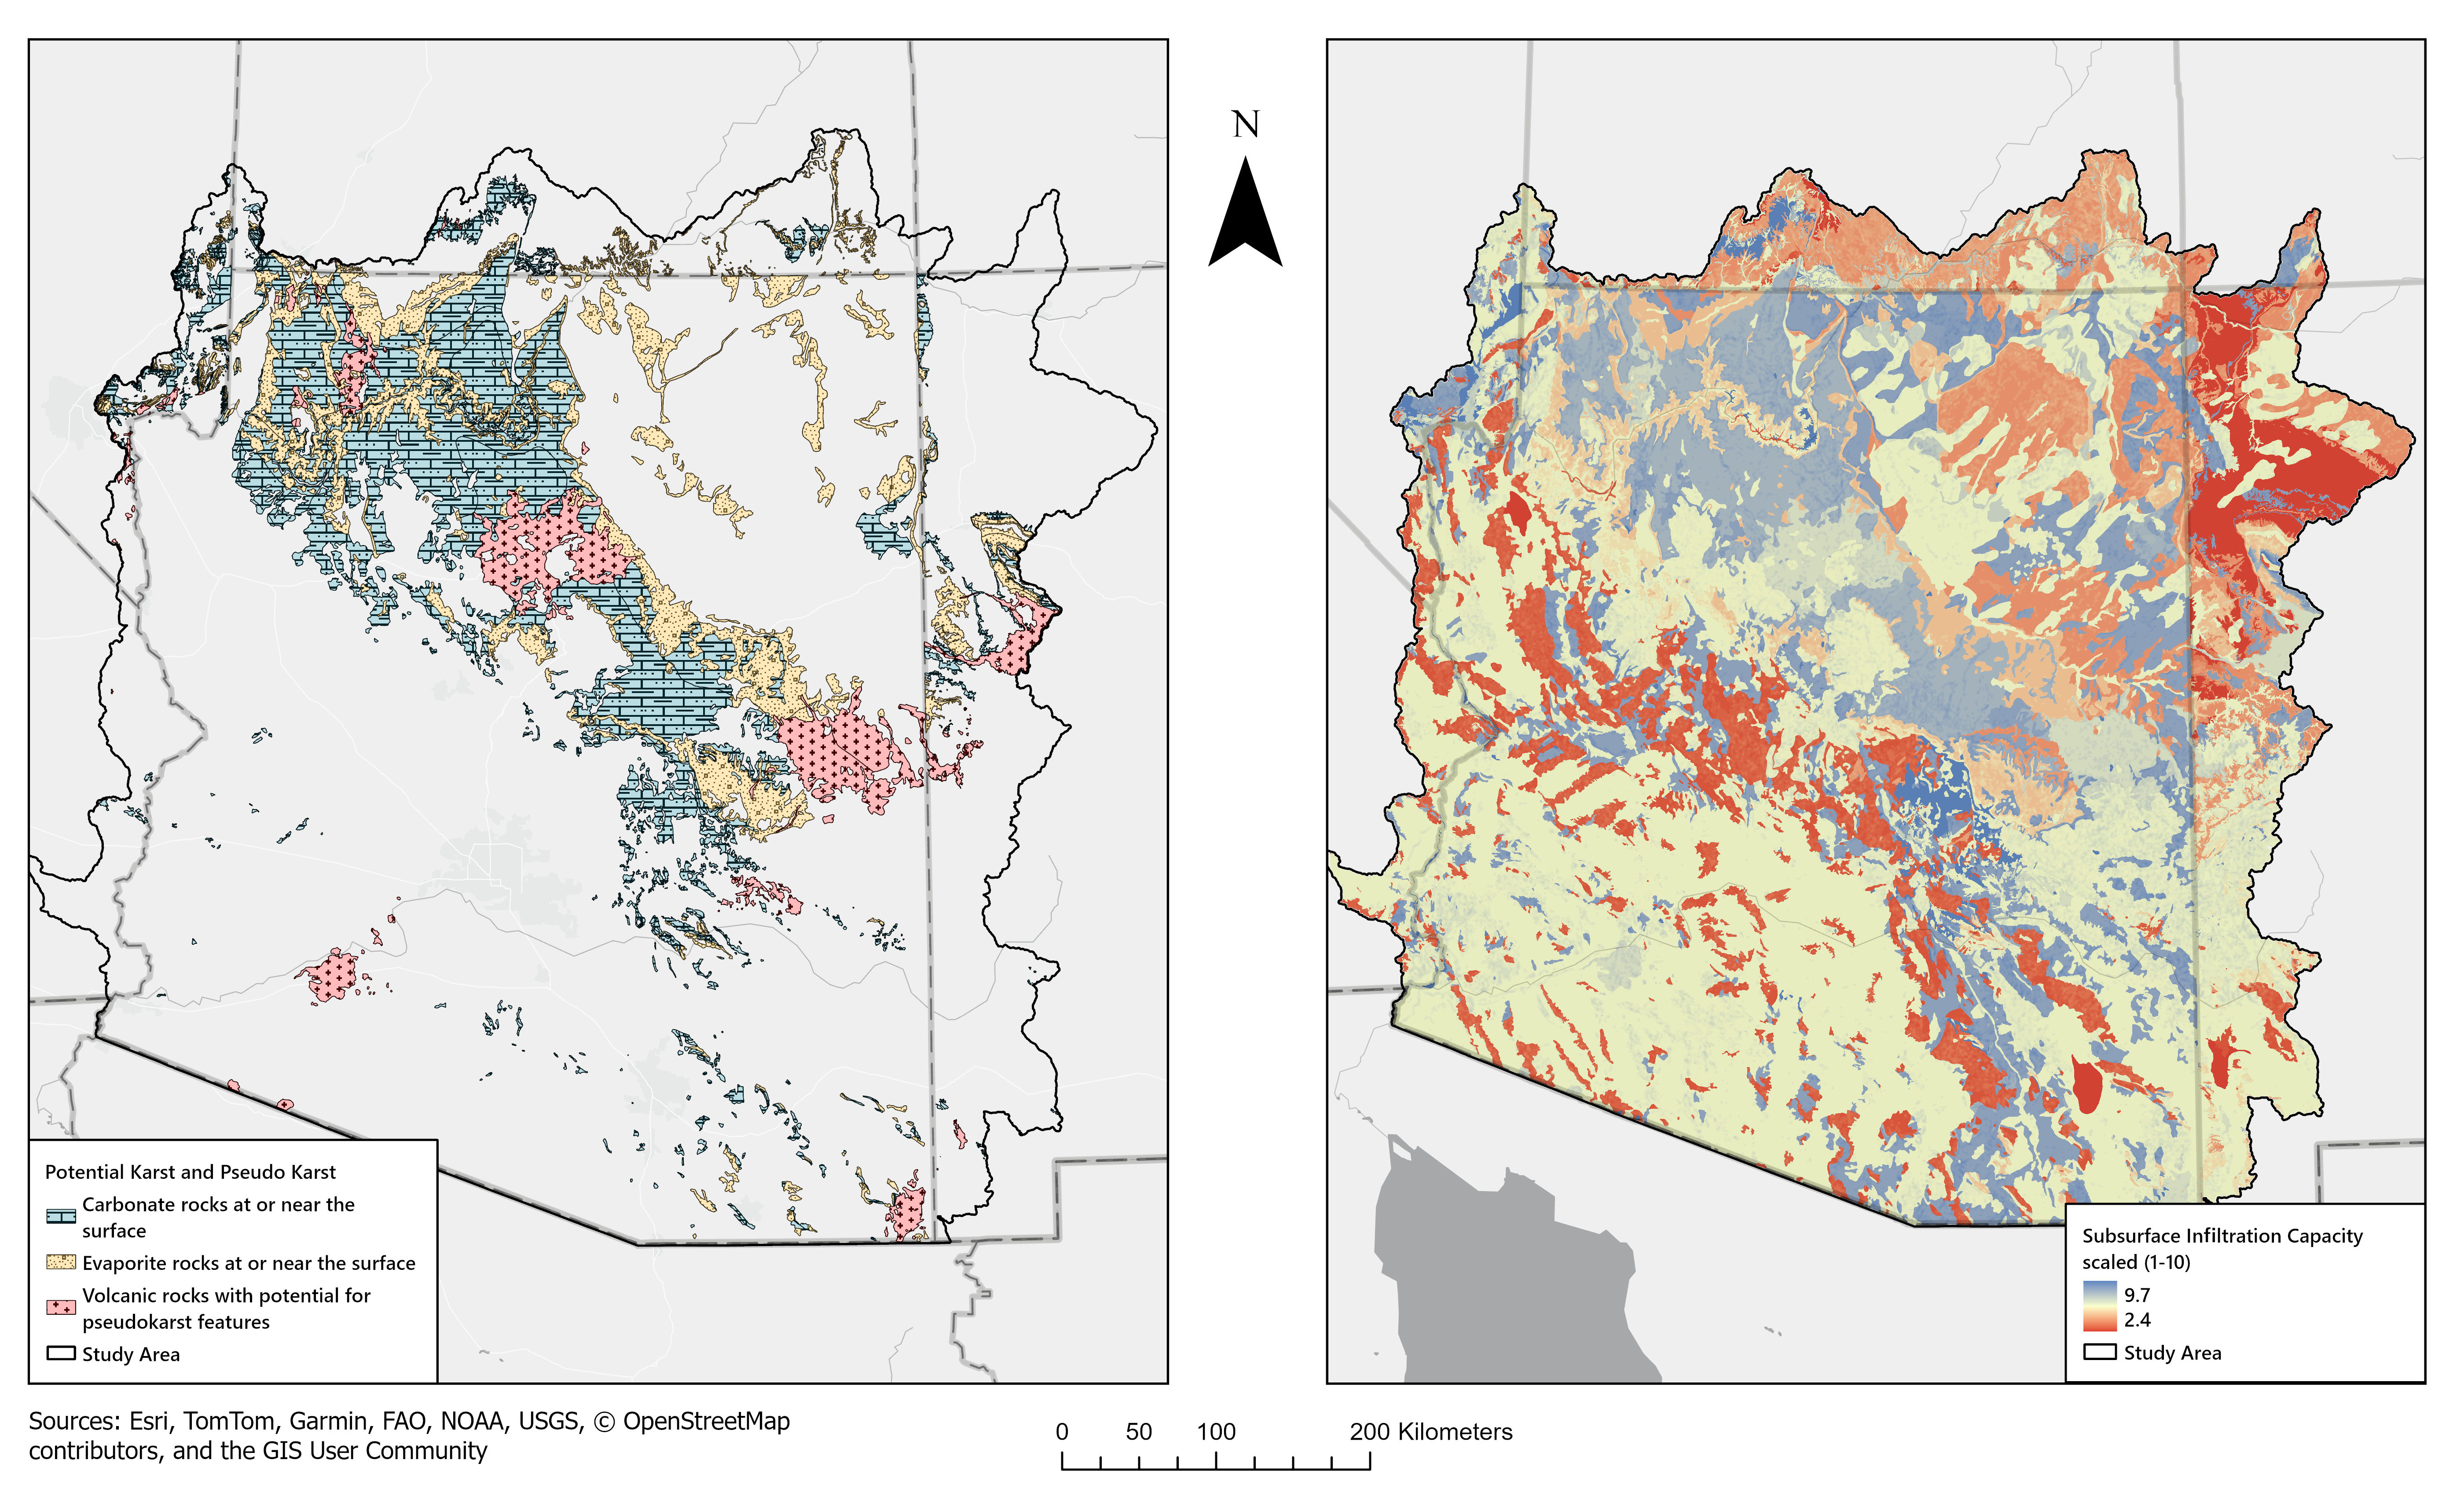 N
Potential Karst and Pseudo Karst
Carbonate rocks at or near the
surface
Evaporite rocks at or near the surface
Volcanic rocks with potential for
pseudokarst features
Study Area
Subsurface Infiltration Capacity
scaled (1-10)
9.7
2.4
Study Area
Sources: Esri, TomTom, Garmin, FAO, NOAA, USGS, © OpenStreetMap
contributors, and the GIS User Community
0 50 100 200 Kilometers